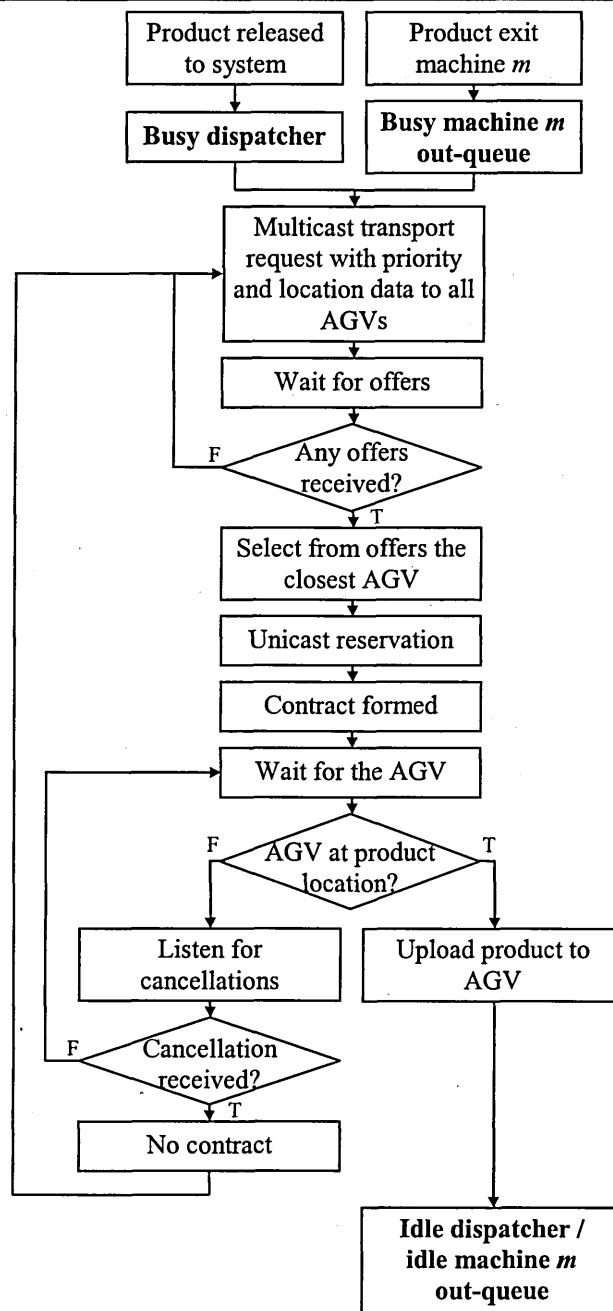 Product released
to system
Product exit
machine m
Busy dispatcher
Busy machine m
out-queue
Multicast transport
request with priority
and location data to all
AGVs
Wait for offers
F
Any offers
received?
T
Select from offers the
closest AGV
Unicast reservation
Contract formed
Wait for the AGV
F
AGV at product
location?
T
Listen for
cancellations
Upload product to
AGV
F
Cancellation
received?
T
No contract
Idle dispatcher /
idle machine m
out-queue